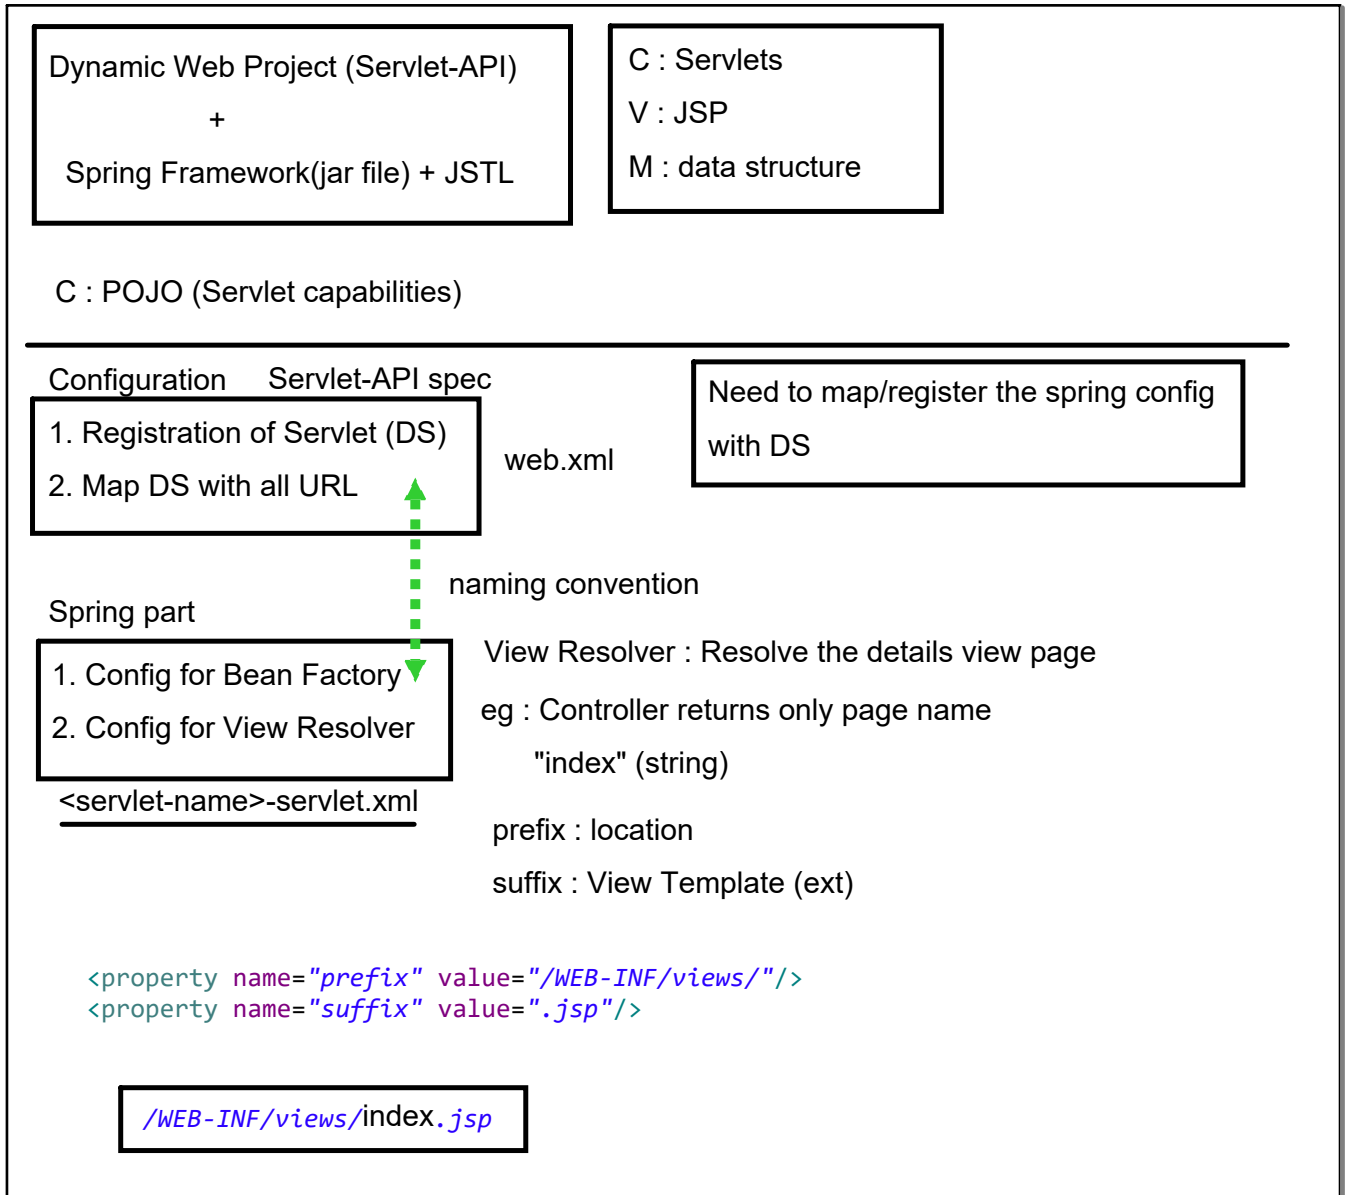 Dynamic Web Project (Servlet-API)
+
Spring Framework(jar file) + JSTL
C : Servlets
V : JSP
M : data structure
C : POJO (Servlet capabilities)
Configuration Servlet-API spec
1. Registration of Servlet (DS)
2. Map DS with all URL
web.xml
Need to map/register the spring config
with DS
naming convention
Spring part
1. Config for Bean Factory
2. Config for View Resolver
<servlet-name>-servlet.xml
View Resolver : Resolve the details view page
eg : Controller returns only page name
"index" (string)
prefix : location
suffix : View Template (ext)
<property name="prefix" value="/WEB-INF/views/"/>
<property name="suffix" value=".jsp"/>
/WEB-INF/views/index.jsp